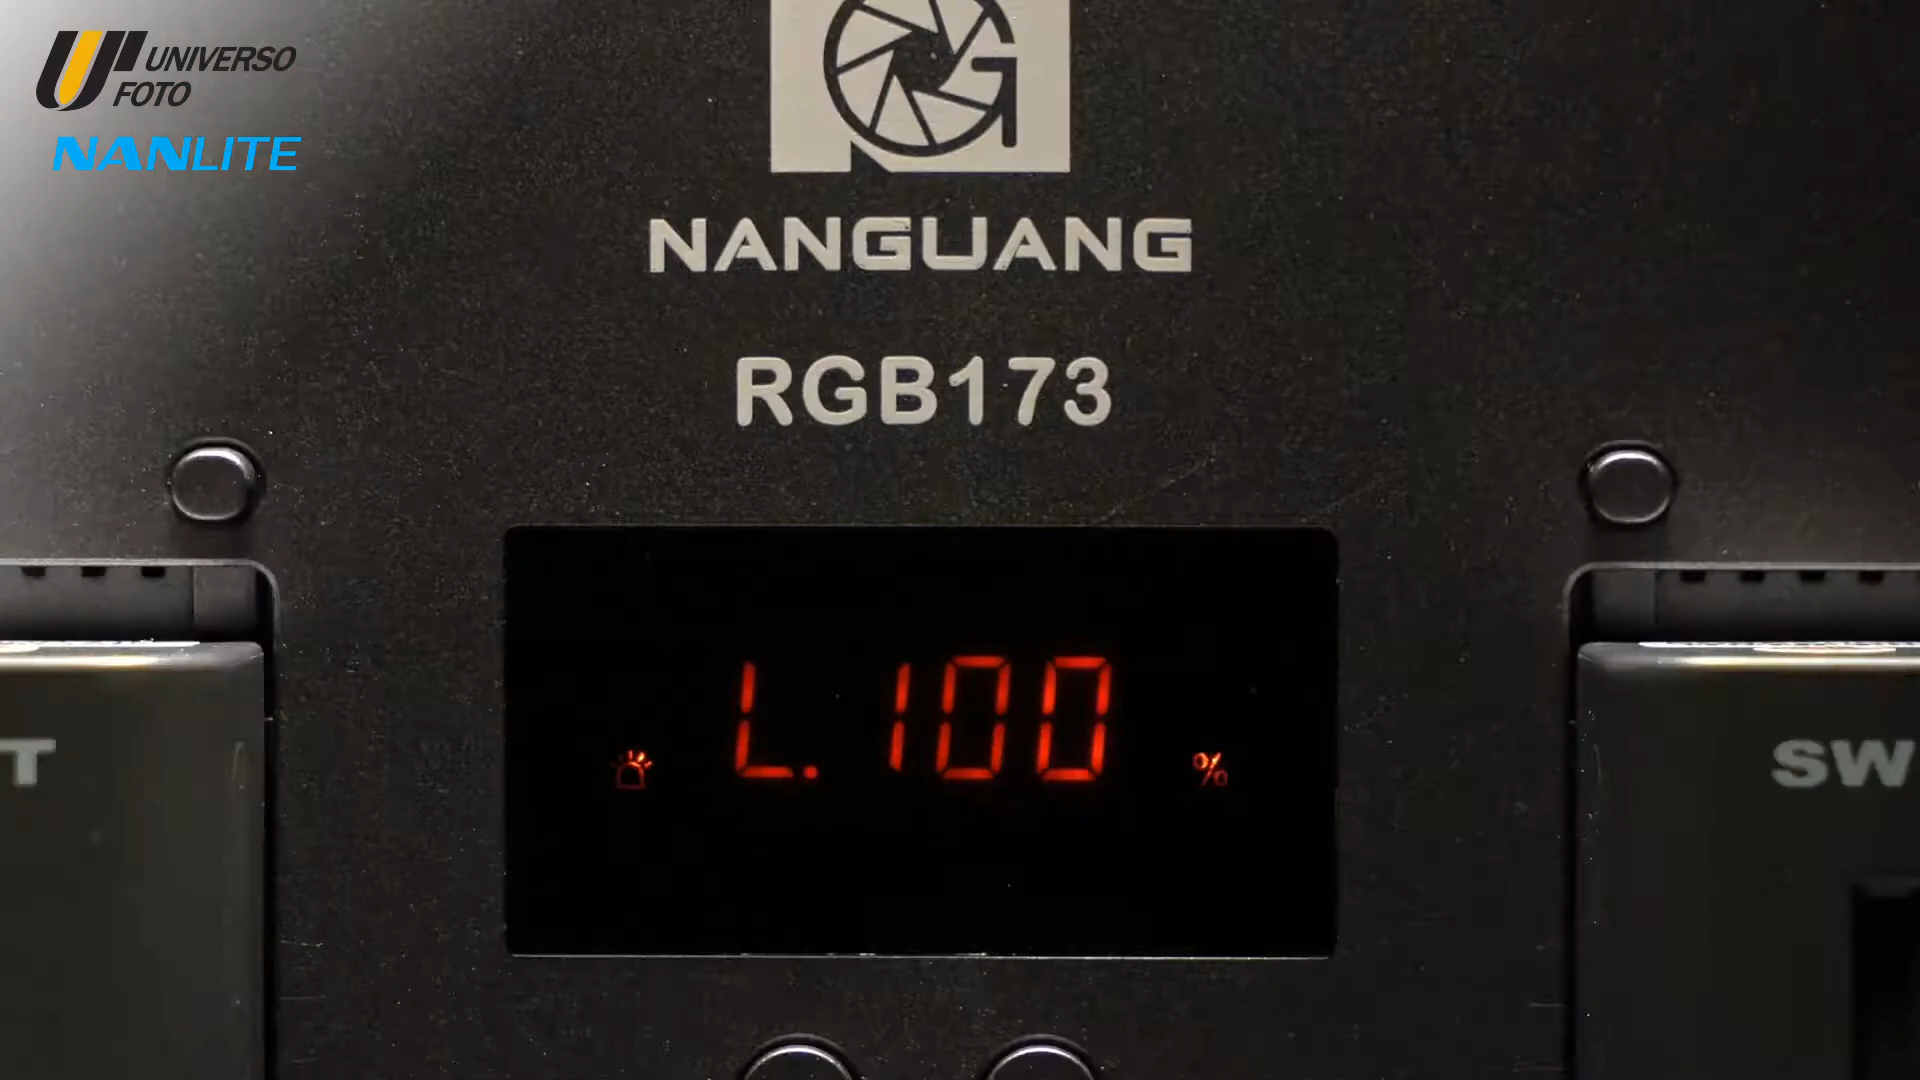 UNIVERSO
FOTO
NANLITE
NANGUANG
RGB173
L.100 %
T
SW